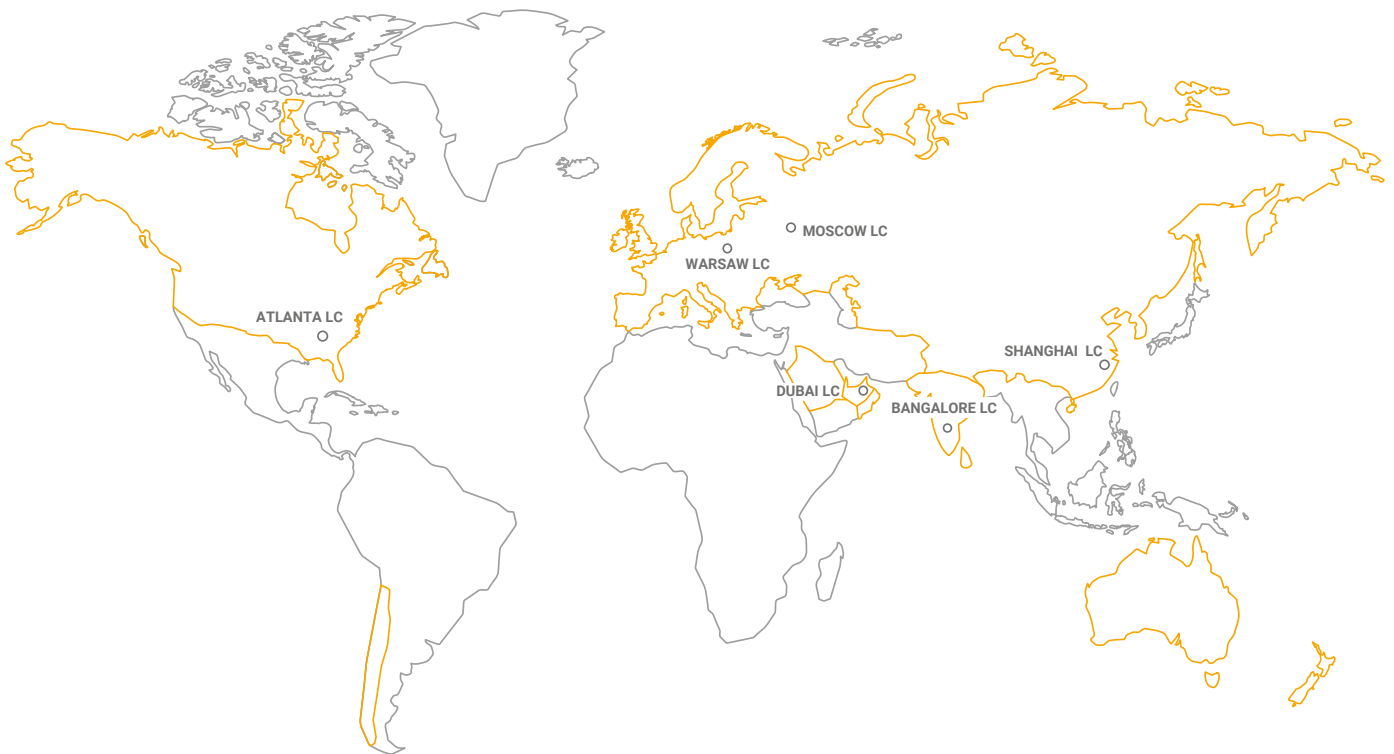 MOSCOW LC
WARSAW LC
ATLANTA LC
SHANGHAI LC
DUBAI LC
BANGALORE LC